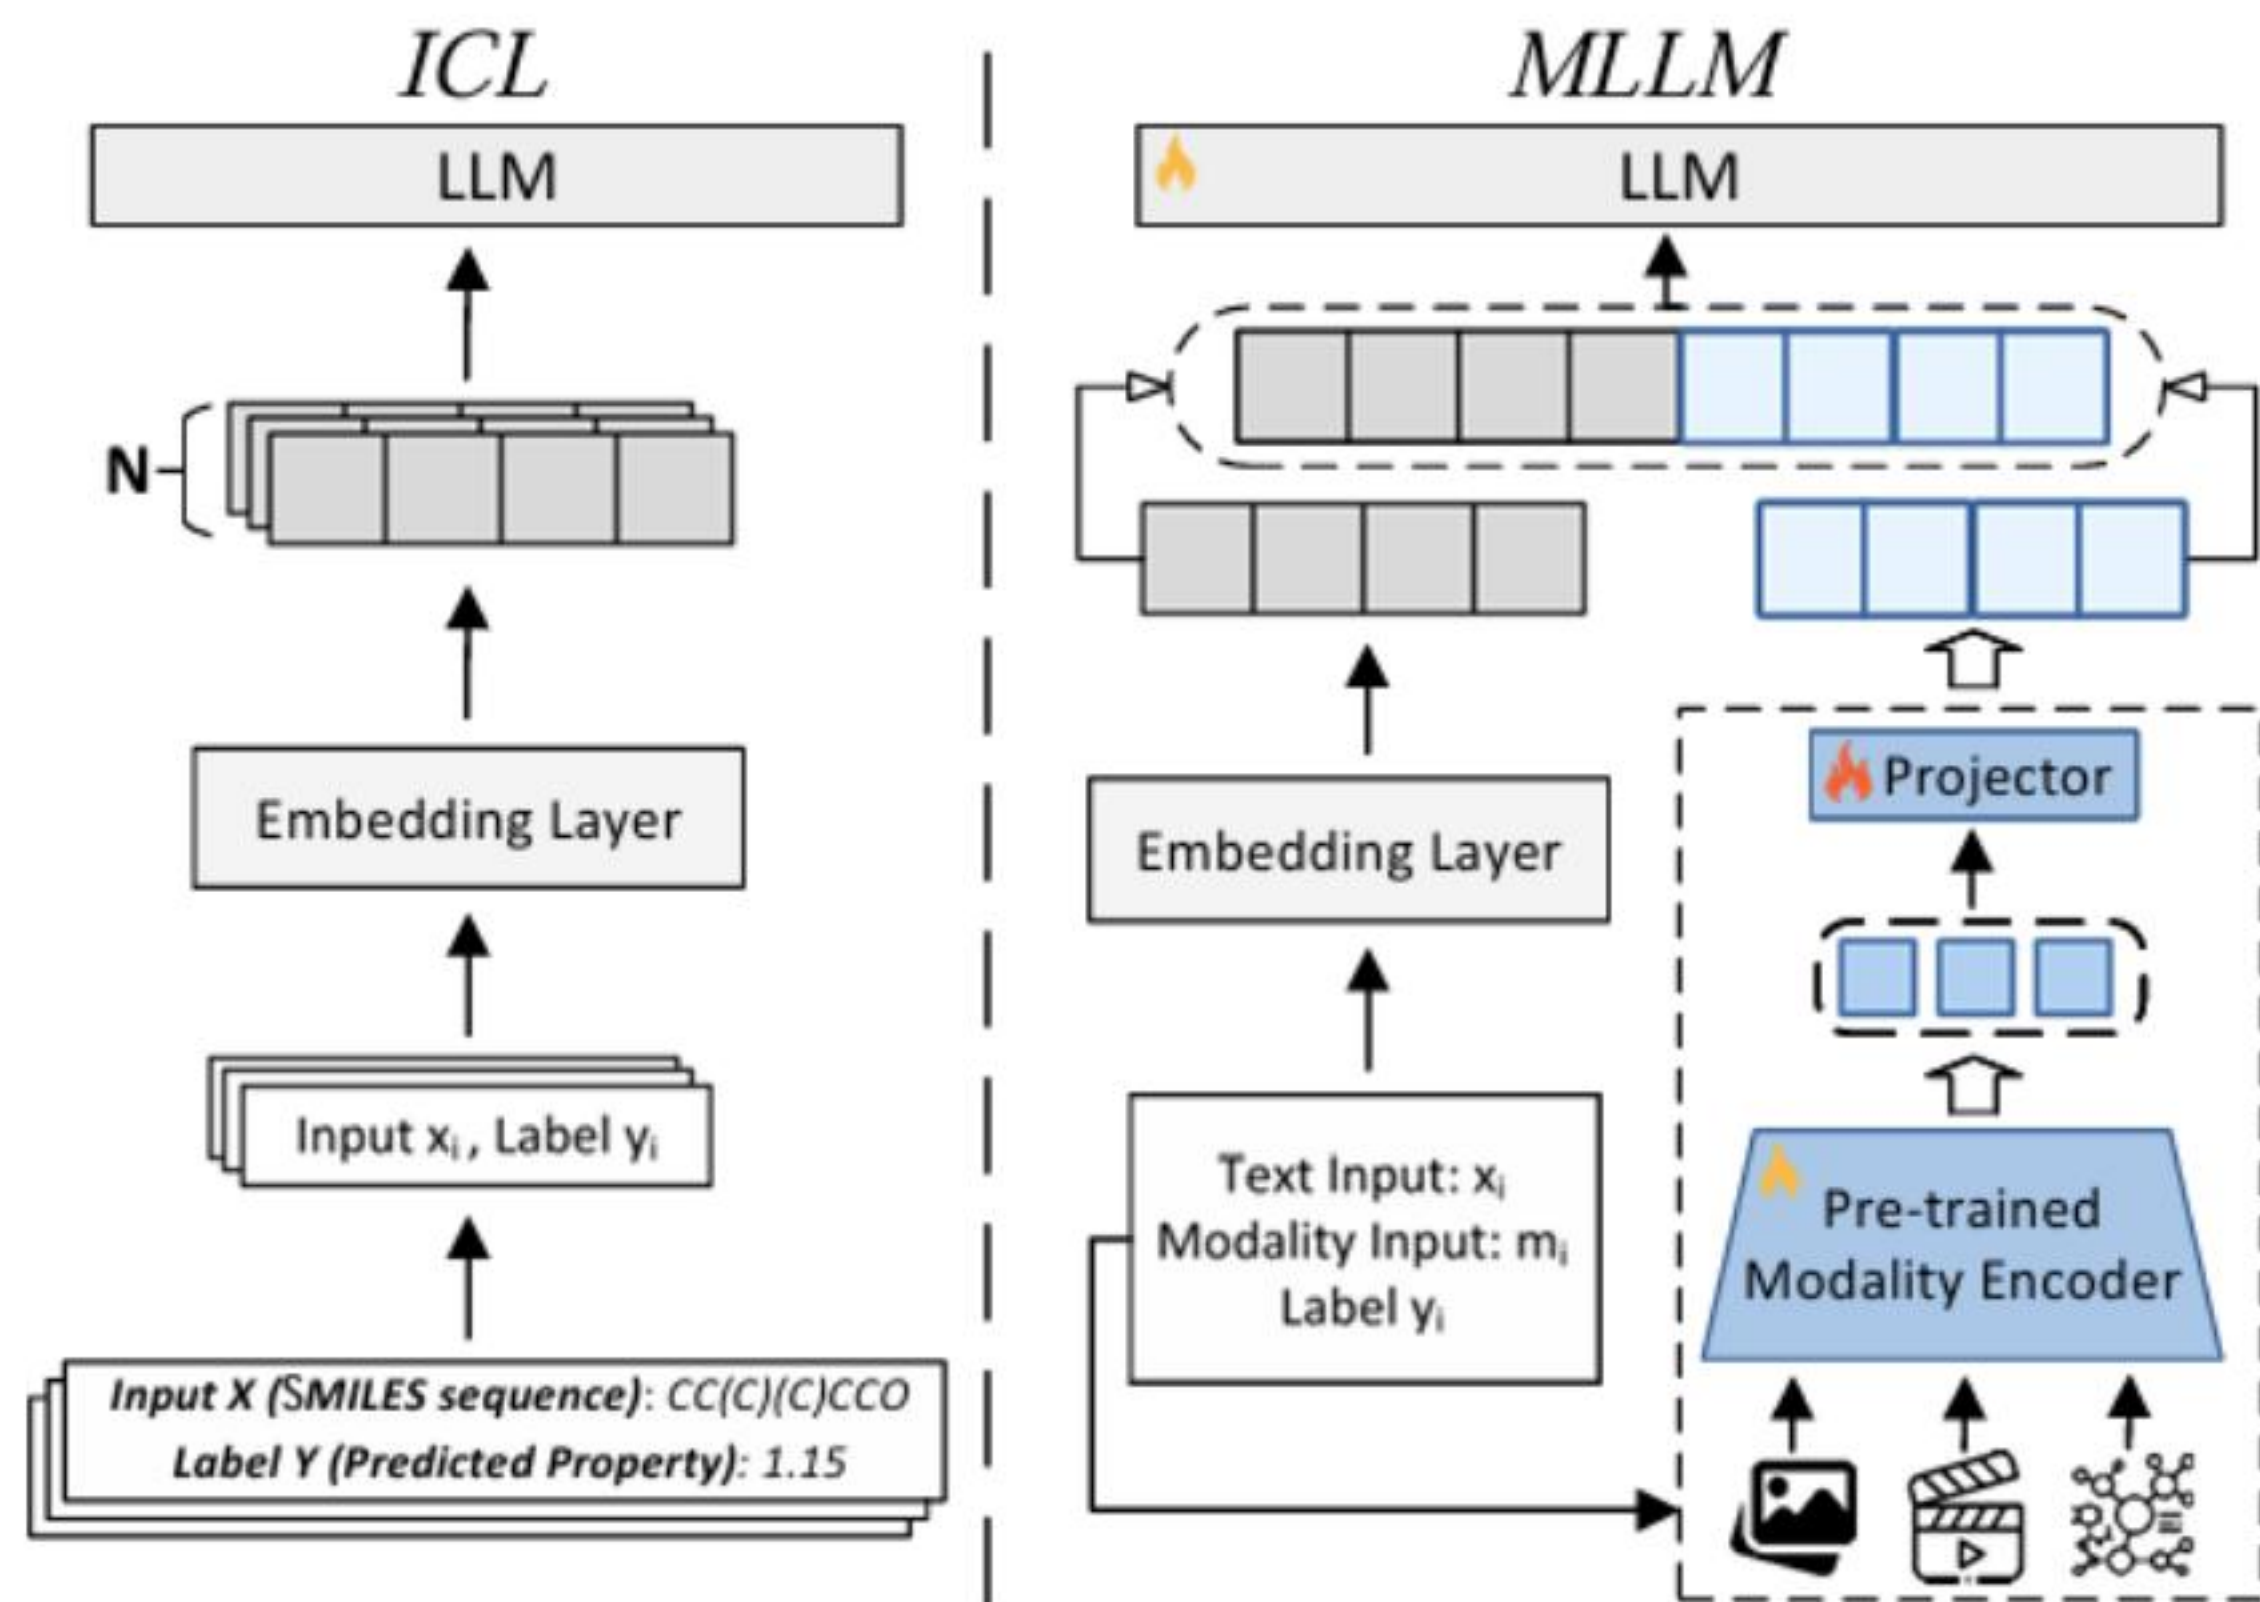 ICL
LLM
N
Embedding Layer
Input xi, Label yi
Input X (SMILES sequence): CC(C)(C)CCO
Label Y (Predicted Property): 1.15
MLLM
LLM
Embedding Layer
Text Input: xi
Modality Input: mi
Label yi
Projector
Pre-trained
Modality Encoder